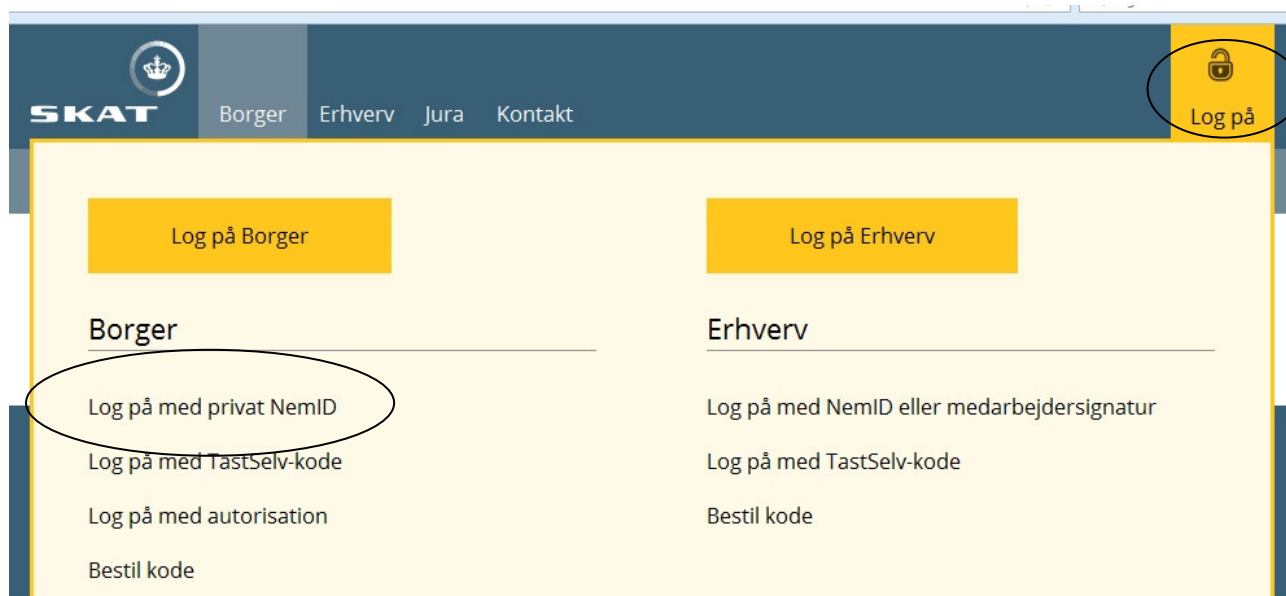 SKAT
Borger Erhverv Jura Kontakt
Log på
Log på Borger
Log på Erhverv
Borger
Log på med privat NemID
Log på med TastSelv-kode
Log på med autorisation
Bestil kode
Erhverv
Log på med NemID eller medarbejdersignatur
Log på med TastSelv-kode
Bestil kode